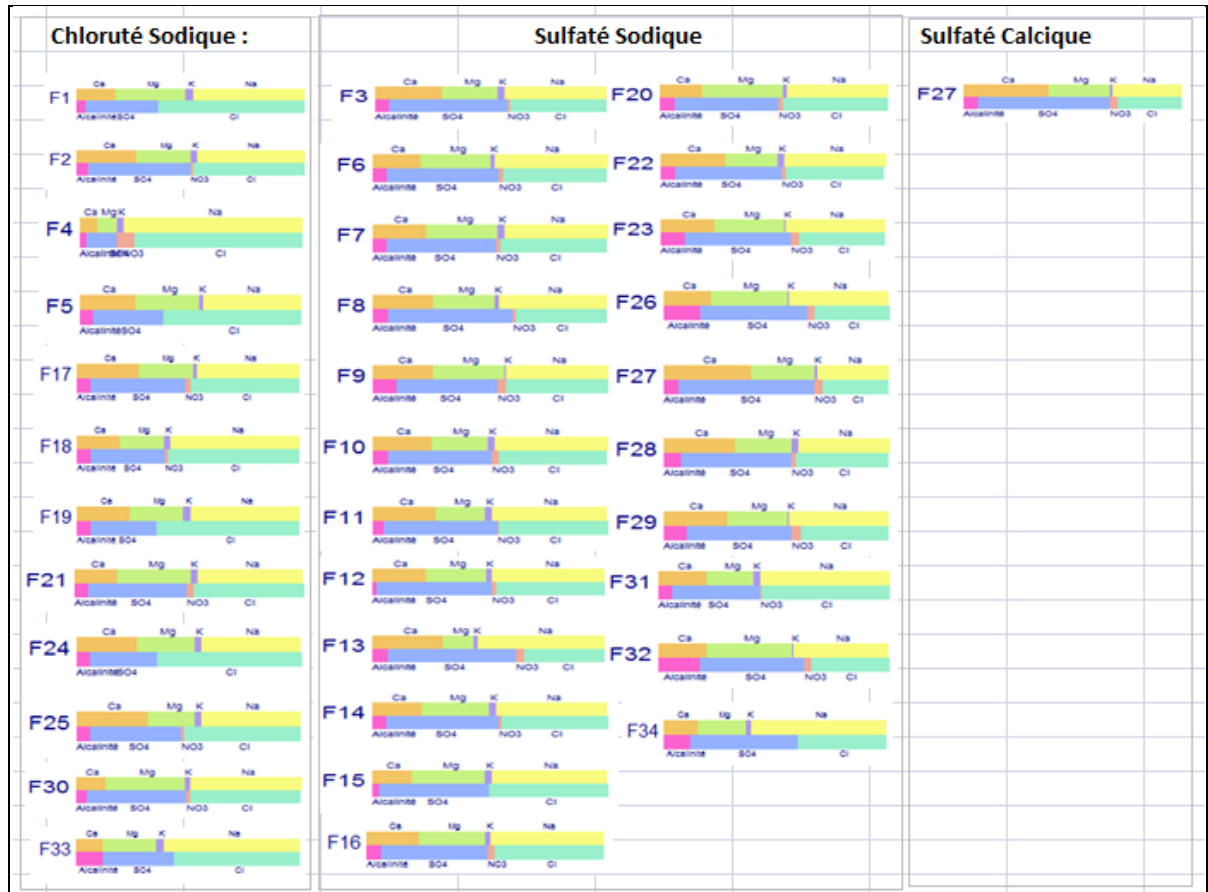 Chloruté Sodique :
Ca Mg K Na
F1
AlcalinitéSO4 Cl
Ca Mg K Na
F2
Alcalinité SO4 NO3 Cl
Ca Mg K Na
F4
Alcalinité NO3 Cl
Ca Mg K Na
F5
AlcalinitéSO4 Cl
Ca Mg K Na
F17
Alcalinité SO4 NO3 Cl
Ca Mg K Na
F18
Alcalinité SO4 NO3 Cl
Ca Mg K Na
F19
Alcalinité SO4 Cl
Ca Mg K Na
F21
Alcalinité SO4 NO3 Cl
Ca Mg K Na
F24
AlcalinitéSO4 Cl
Ca Mg K Na
F25
Alcalinité SO4 NO3 Cl
Ca Mg K Na
F30
Alcalinité SO4 NO3 Cl
Ca Mg K Na
F33
Alcalinité SO4 Cl
Sulfaté Sodique
Ca Mg K Na
F3
Alcalinité SO4 NO3 Cl
Ca Mg K Na
F6
Alcalinité SO4 NO3 Cl
Ca Mg K Na
F7
Alcalinité SO4 NO3 Cl
Ca Mg K Na
F8
Alcalinité SO4 NO3 Cl
Ca Mg K Na
F9
Alcalinité SO4 NO3 Cl
Ca Mg K Na
F10
Alcalinité SO4 NO3 Cl
Ca Mg K Na
F11
Alcalinité SO4 NO3 Cl
Ca Mg K Na
F12
Alcalinité SO4 NO3 Cl
Ca Mg K Na
F13
Alcalinité SO4 NO3 Cl
Ca Mg K Na
F14
Alcalinité SO4 NO3 Cl
Ca Mg K Na
F15
Alcalinité SO4 Cl
Ca Mg K Na
F16
Alcalinité SO4 NO3 Cl
Ca Mg K Na
F20
Alcalinité SO4 NO3 Cl
Ca Mg K Na
F22
Alcalinité SO4 NO3 Cl
Ca Mg K Na
F23
Alcalinité SO4 NO3 Cl
Ca Mg K Na
F26
Alcalinité SO4 NO3 Cl
Ca Mg K Na
F27
Alcalinité SO4 NO3 Cl
Ca Mg K Na
F28
Alcalinité SO4 NO3 Cl
Ca Mg K Na
F29
Alcalinité SO4 NO3 Cl
Ca Mg K Na
F31
Alcalinité SO4 NO3 Cl
Ca Mg K Na
F32
Alcalinité SO4 NO3 Cl
Ca Mg K Na
F34
Alcalinité SO4 Cl
Sulfaté Calcique
Ca Mg K Na
F27
Alcalinité SO4 NO3 Cl